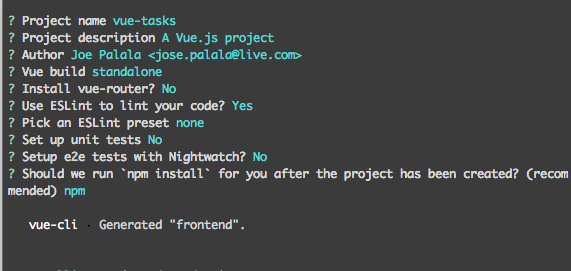 ? Project name vue-tasks
? Project description A Vue.js project
? Author Joe Palala <jose.palala@live.com>
? Vue build standalone
? Install vue-router? No
? Use ESLint to lint your code? Yes
? Pick an ESLint preset none
? Set up unit tests No
? Setup e2e tests with Nightwatch? No
? Should we run `npm install` for you after the project has been created? (recom
mended) npm
vue-cli · Generated "frontend".